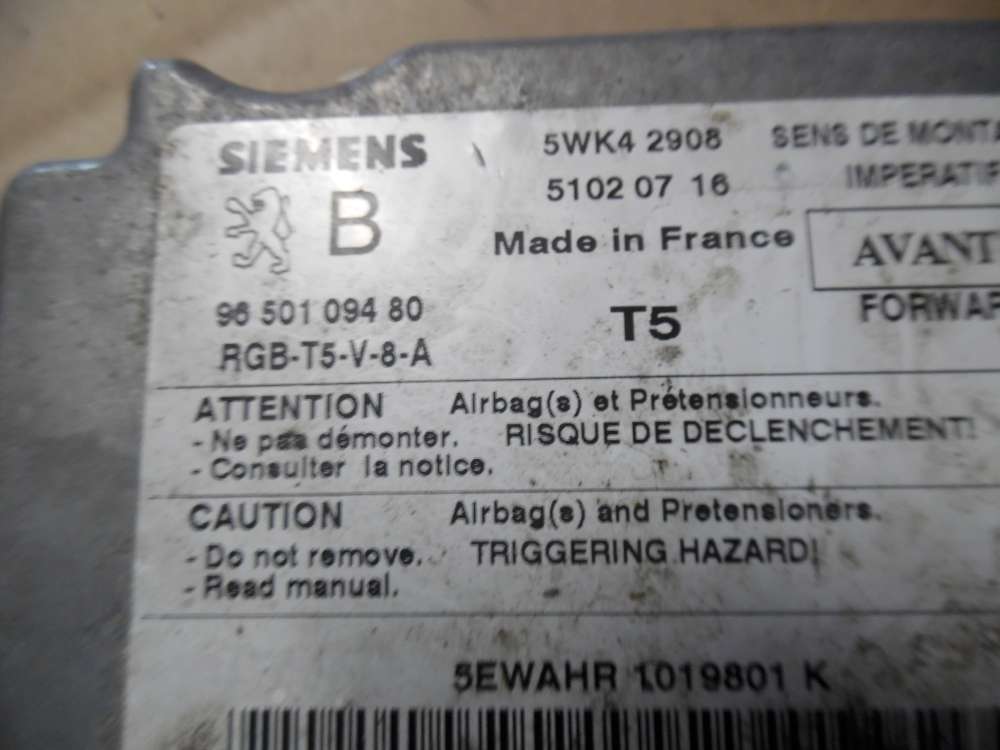 SIEMENS 5WK4 2908 SENS DE MONTA
51020 07 16 IMPERATIF
B Made in France AVANT
96 501 094 80 T5 FORWAR
RGB-T5-V-8-A
ATTENTION Airbag(s) et Prétensionneurs.
- Ne pas démonter. RISQUE DE DECLENCHEMENT!
- Consulter la notice.
CAUTION Airbag(s) and Pretensioners.
- Do not remove. TRIGGERING HAZARD!
- Read manual.
5EWAHR 1019801 K